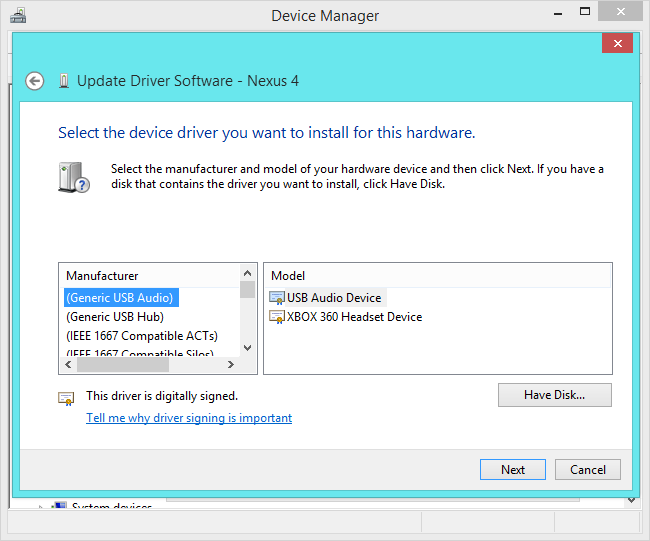 Device Manager
Update Driver Software - Nexus 4
Select the device driver you want to install for this hardware.
Select the manufacturer and model of your hardware device and then click Next. If you have a
disk that contains the driver you want to install, click Have Disk.
Manufacturer
(Generic USB Audio)
(Generic USB Hub)
(IEEE 1667 Compatible ACTs)
(IEEE 1667 Compatible Silos)
Model
USB Audio Device
XBOX 360 Headset Device
This driver is digitally signed.
Tell me why driver signing is important
Have Disk...
Next
Cancel
System devices